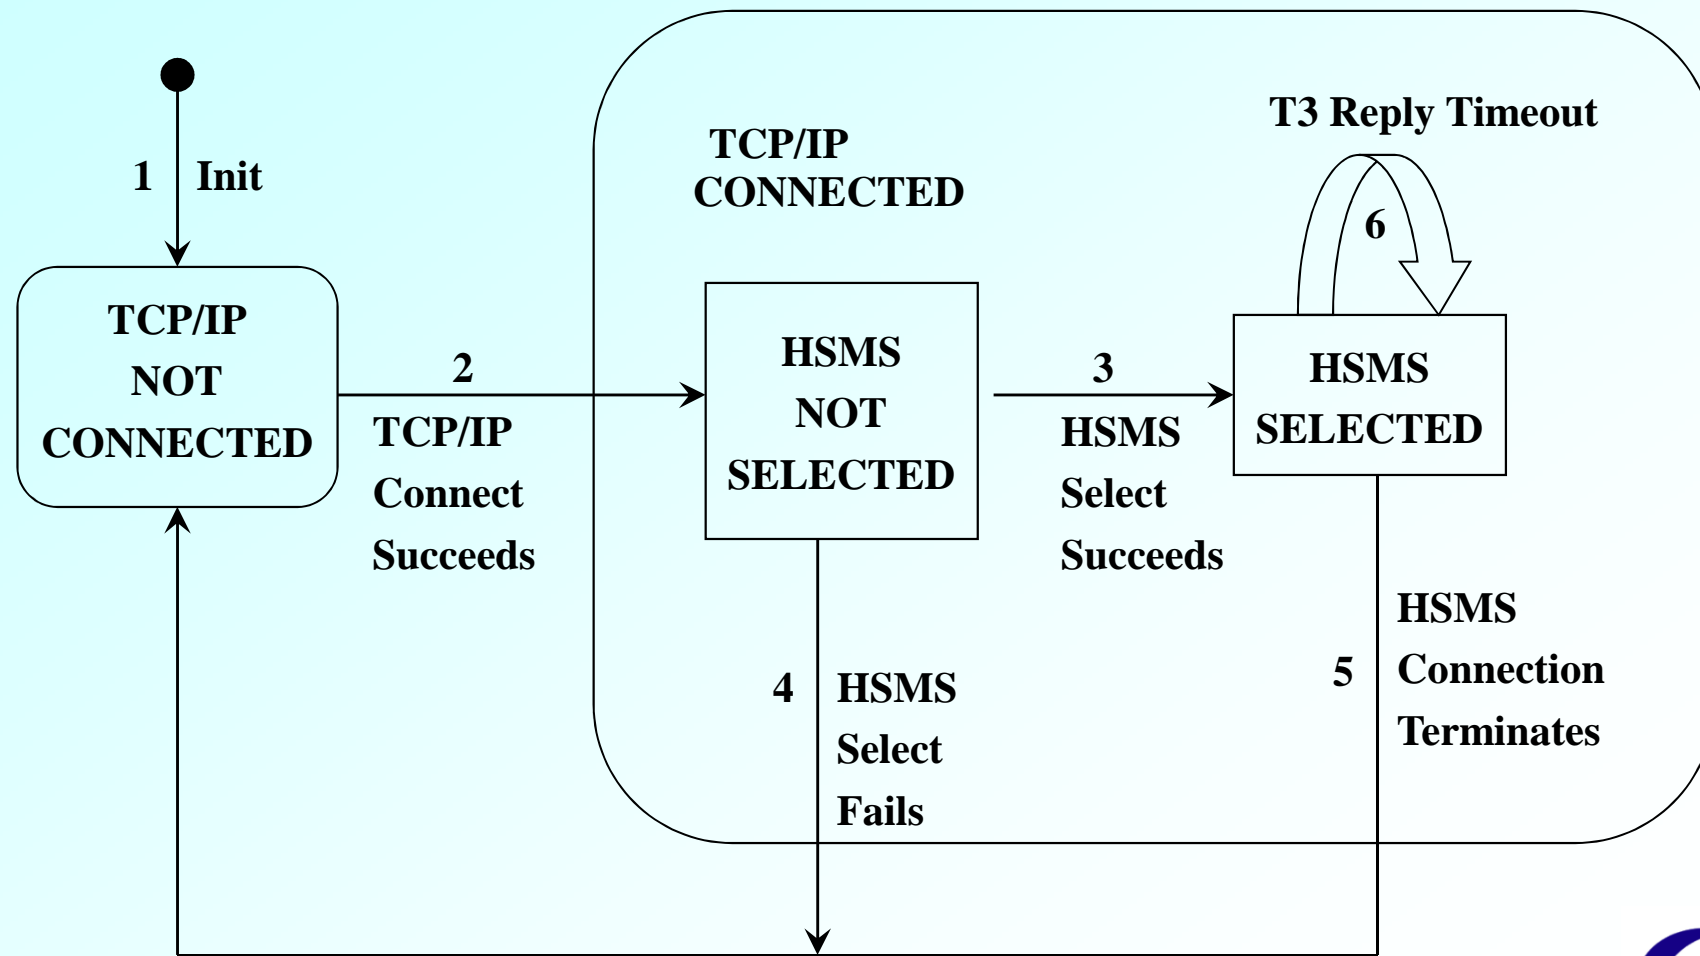 1 Init
TCP/IP
NOT
CONNECTED
2
TCP/IP
Connect
Succeeds
TCP/IP
CONNECTED
HSMS
NOT
SELECTED
3
HSMS
Select
Succeeds
T3 Reply Timeout
6
HSMS
SELECTED
4
HSMS
Select
Fails
5
HSMS
Connection
Terminates